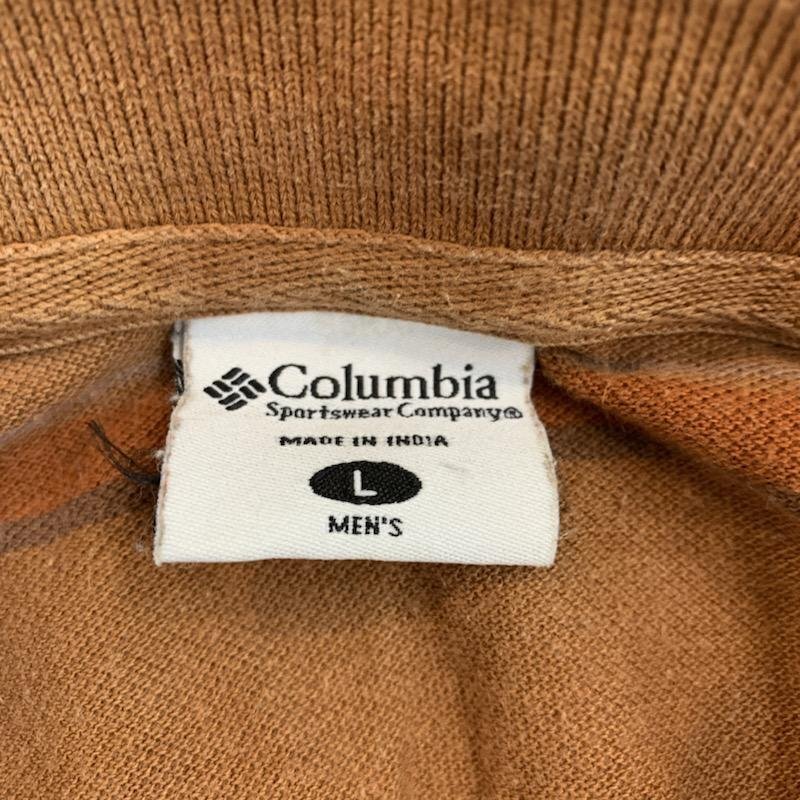 Columbia
Sportswear Company®
MADE IN INDIA
L
MEN'S